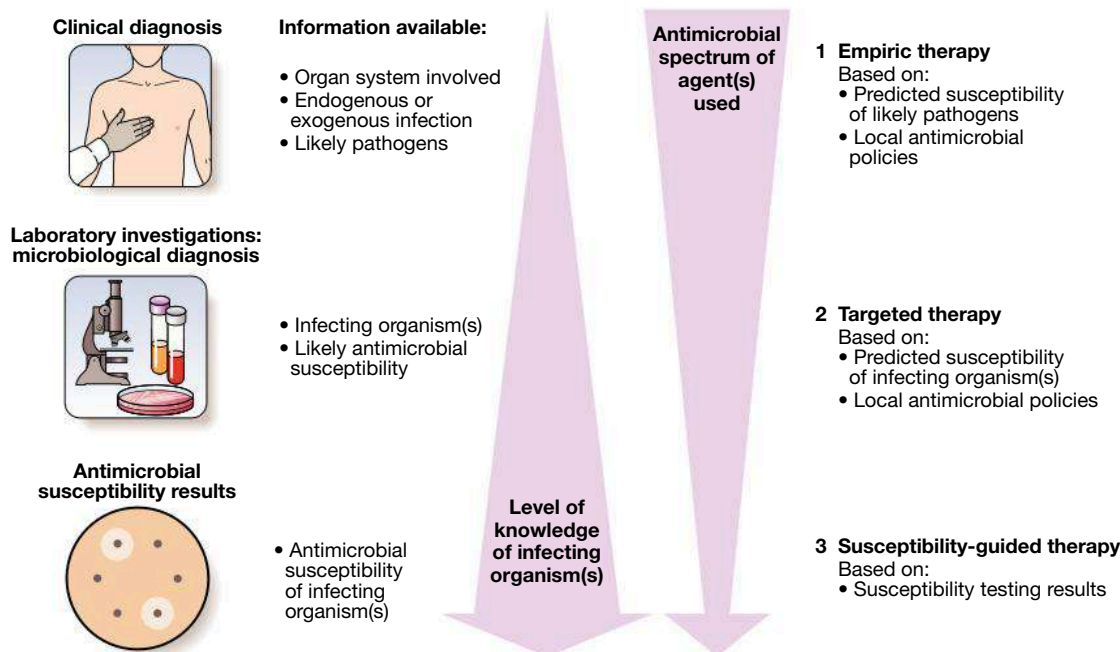 Clinical diagnosis
Information available:
• Organ system involved
• Endogenous or
exogenous infection
• Likely pathogens
Antimicrobial
spectrum of
agent(s)
used
1 Empiric therapy
Based on:
• Predicted susceptibility
of likely pathogens
• Local antimicrobial
policies
Laboratory investigations:
microbiological diagnosis
• Infecting organism(s)
• Likely antimicrobial
susceptibility
2 Targeted therapy
Based on:
• Predicted susceptibility
of infecting organism(s)
• Local antimicrobial policies
Antimicrobial
susceptibility results
• Antimicrobial
susceptibility
of infecting
organism(s)
Level of
knowledge
of infecting
organism(s)
3 Susceptibility-guided therapy
Based on:
• Susceptibility testing results